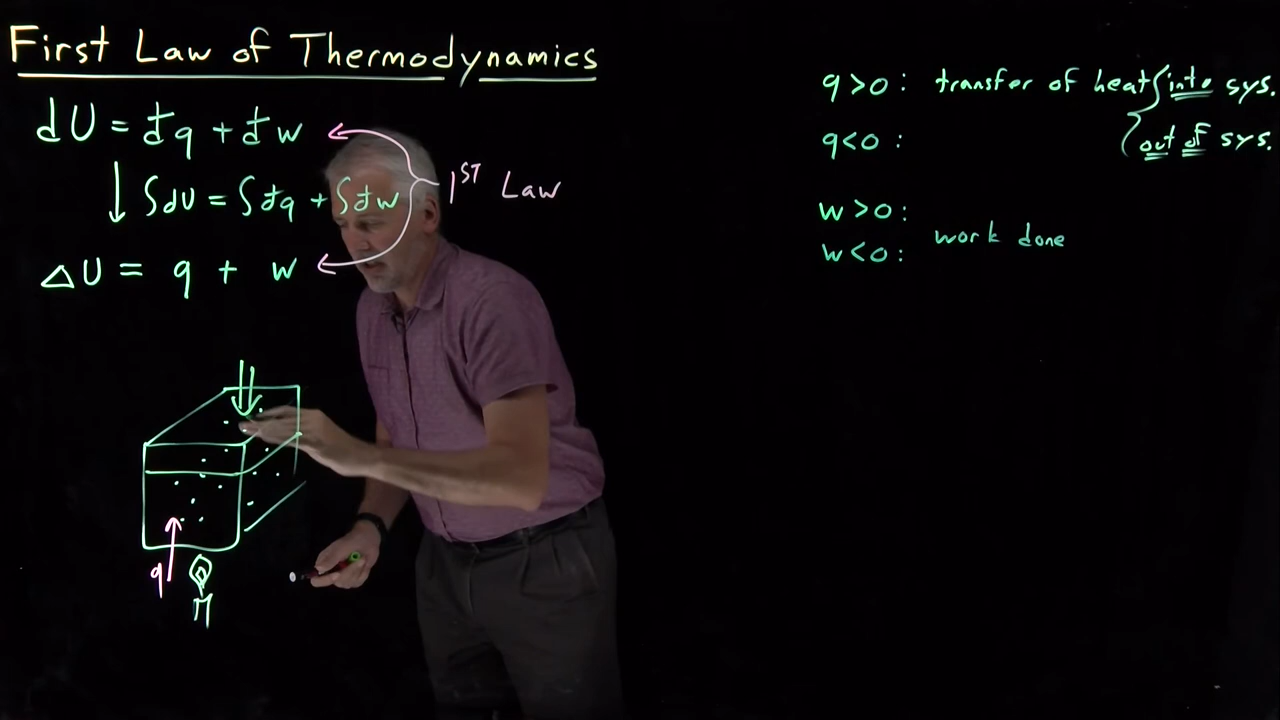 First Law of Thermodynamics
dU = đq + đw
∫dU = ∫đq + ∫đw
1ST Law
ΔU = q + w
q
q > 0 : transfer of heat into sys.
q < 0 : out of sys.
w > 0 :
work done
w < 0 :